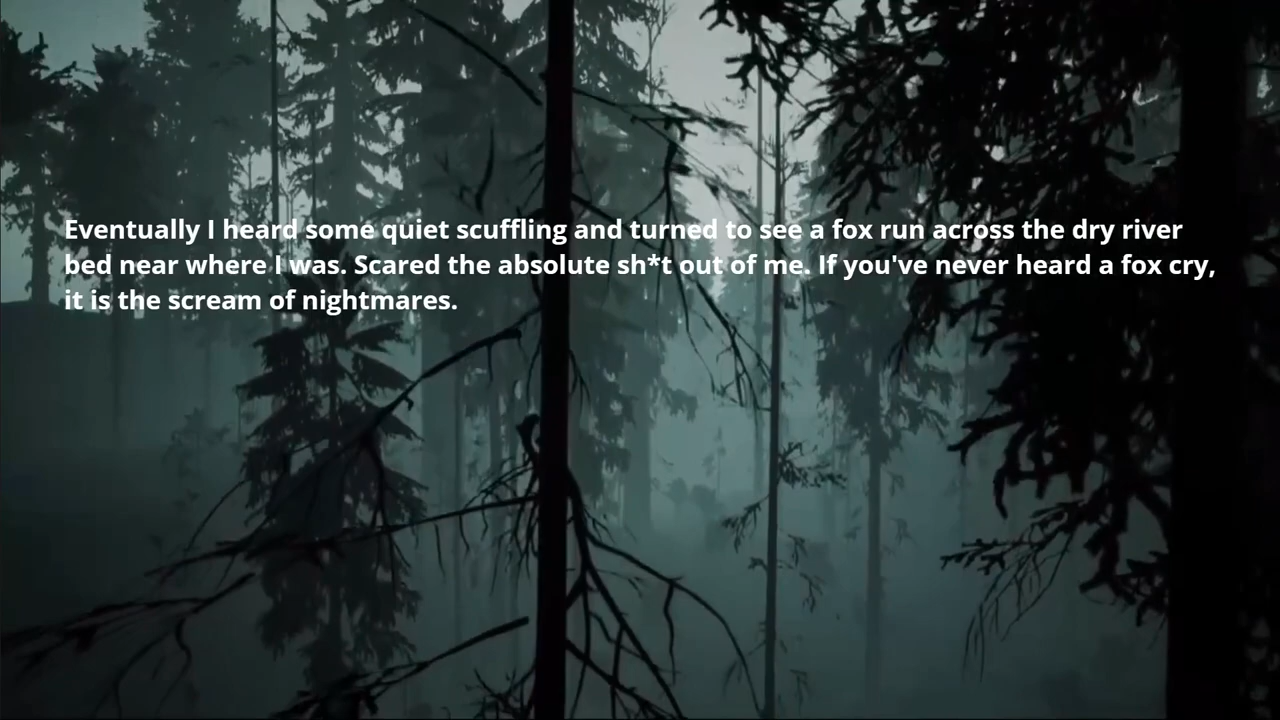 Eventually I heard some quiet scuffling and turned to see a fox run across the dry river
bed near where I was. Scared the absolute sh*t out of me. If you've never heard a fox cry,
it is the scream of nightmares.